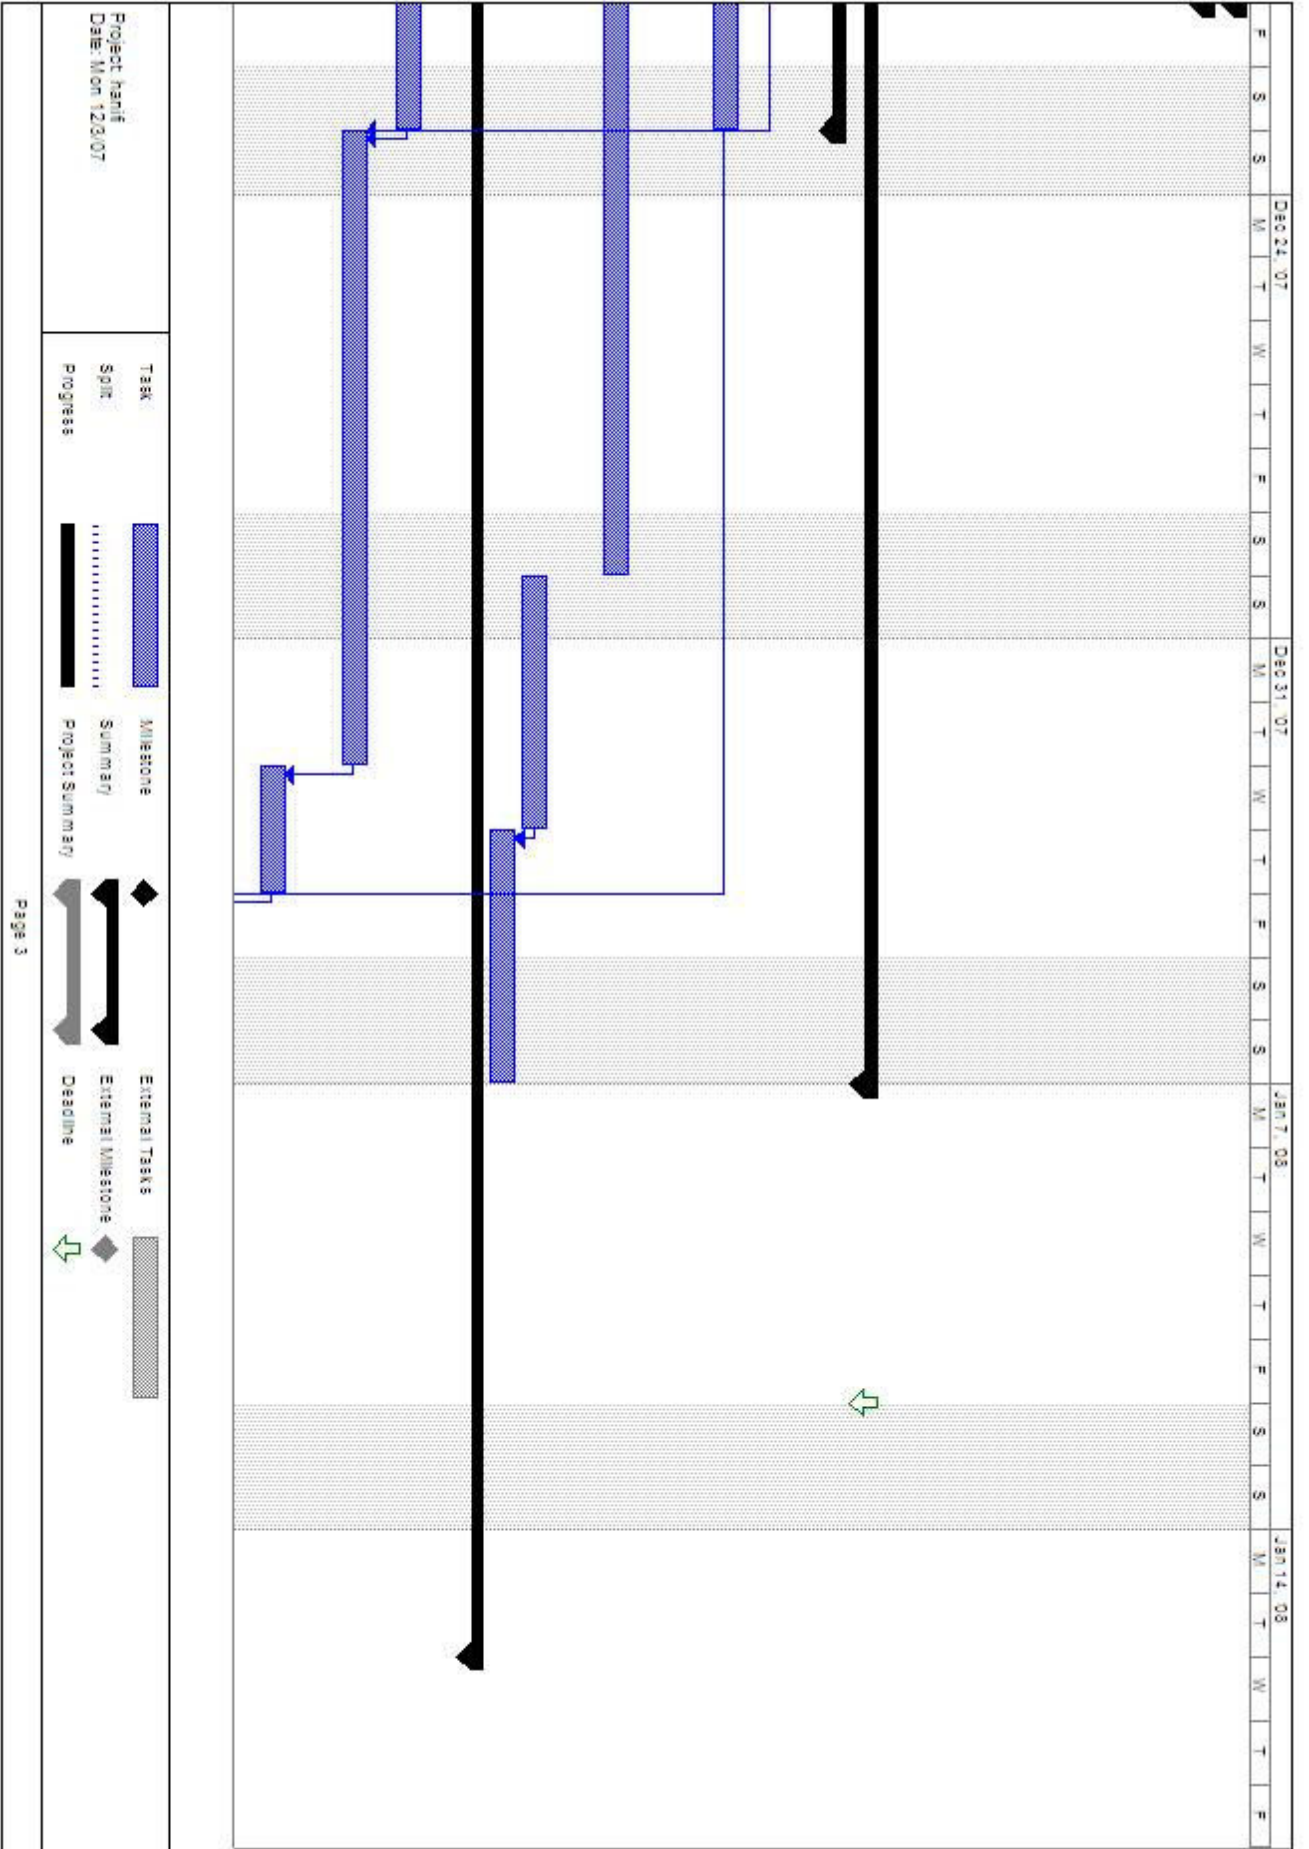 Dec 24, '07 Dec 31, '07 Jan 7, '08 Jan 14, '08
F S S M T W T F S S M T W T F S S M T W T F S S M T W T F
Project: hanifi
Date: Mon 12/3/07
Task Milestone External Tasks
Split Summary External Milestone
Progress Project Summary Deadline
Page 3